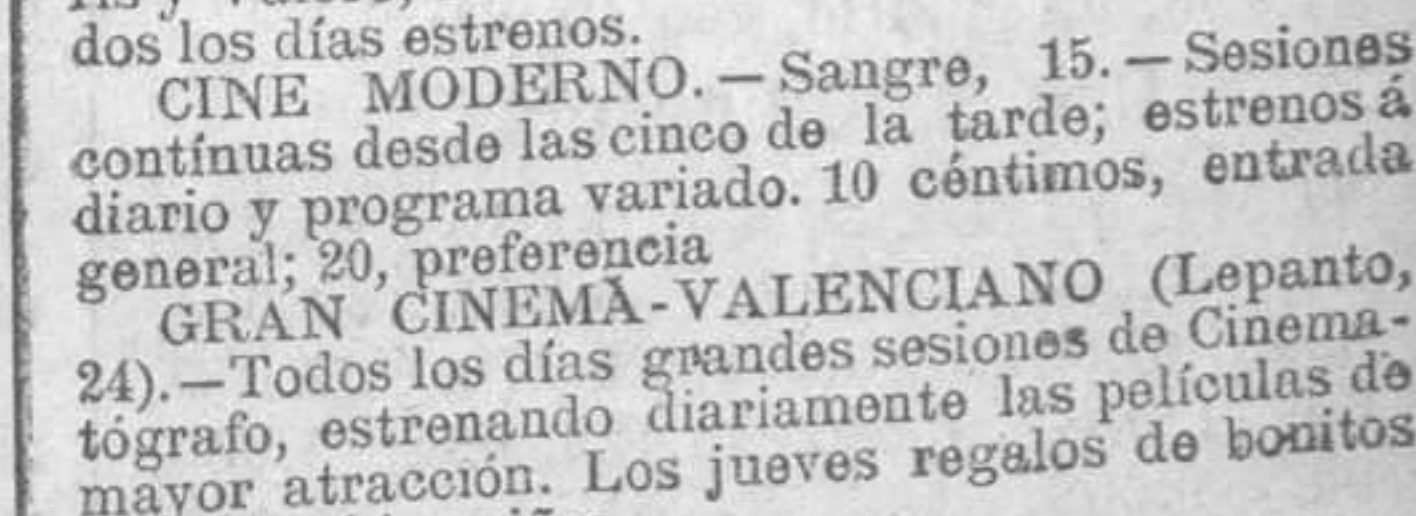 dos los días estrenos.
CINE MODERNO.—Sangre, 15.—Sesiones
contínuas desde las cinco de la tarde; estrenos á
diario y programa variado. 10 céntimos, entrada
general; 20, preferencia
GRAN CINEMA-VALENCIANO (Lepanto,
24).—Todos los días grandes sesiones de Cinema-
tógrafo, estrenando diariamente las películas de
mayor atracción. Los jueves regalos de bonitos